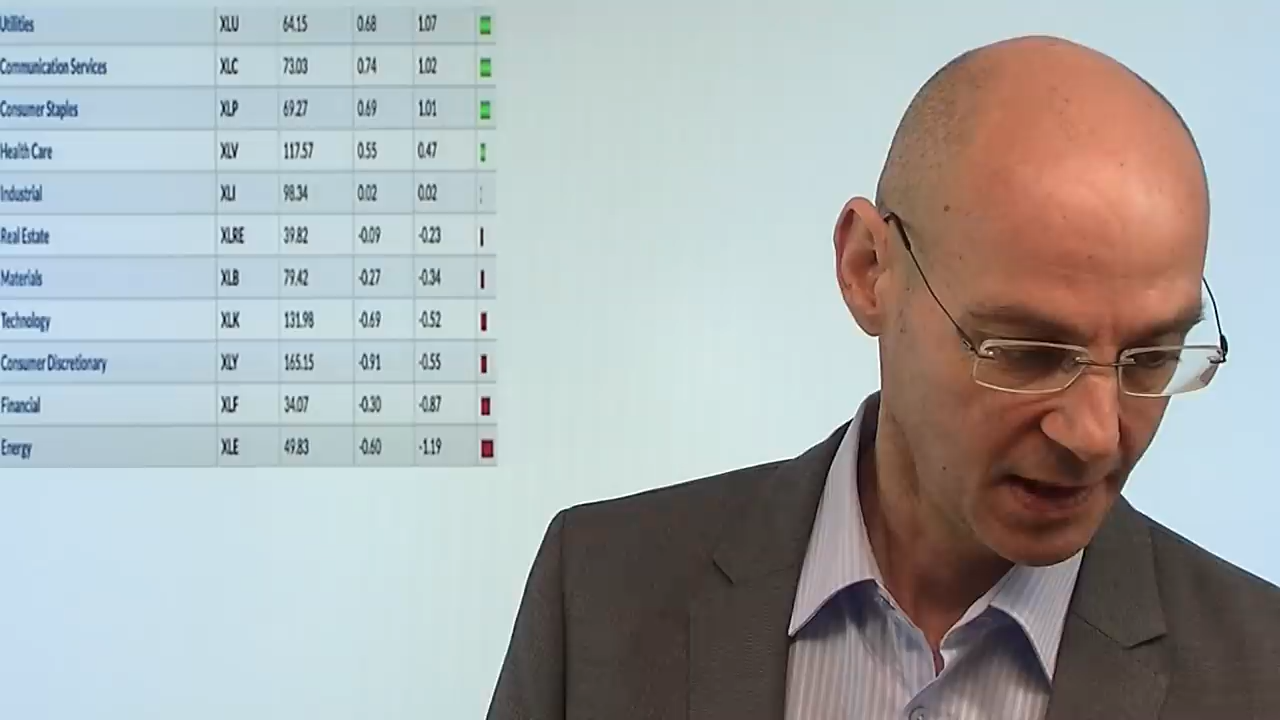 Utilities XLU 64.15 0.68 1.07
Communication Services XLC 73.03 0.74 1.02
Consumer Staples XLP 69.27 0.69 1.01
Health Care XLV 117.57 0.55 0.47
Industrial XLI 98.34 0.02 0.02
Real Estate XLRE 39.82 -0.09 -0.23
Materials XLB 79.42 -0.27 -0.34
Technology XLK 131.98 -0.69 -0.52
Consumer Discretionary XLY 165.15 -0.91 -0.55
Financial XLF 34.07 -0.30 -0.87
Energy XLE 49.83 -0.60 -1.19